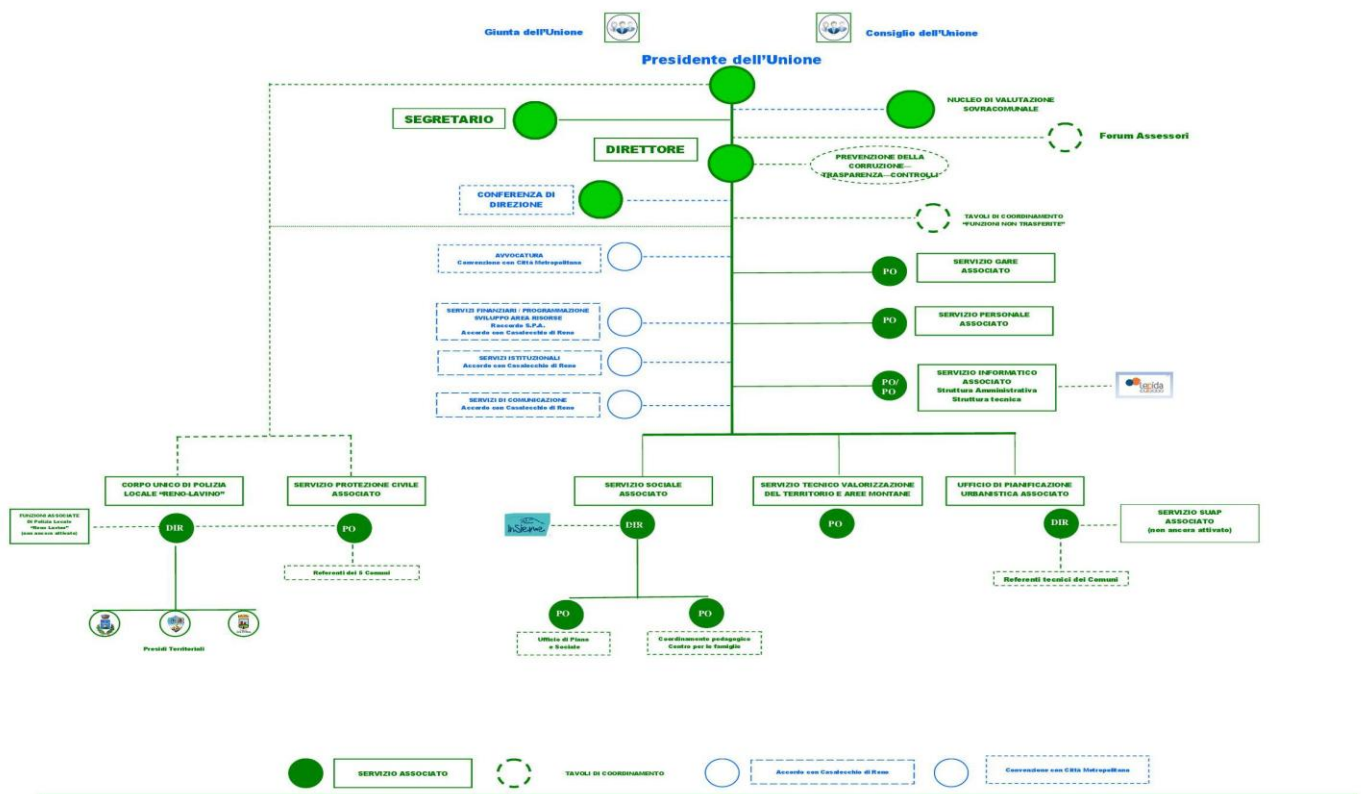 Giunta dell'Unione
Consiglio dell'Unione
Presidente dell'Unione
SEGRETARIO
NUCLEO DI VALUTAZIONE
SOVRACOMUNALE
Forum Assessori
DIRETTORE
PREVENZIONE DELLA
CORRUZIONE—
TRASPARENZA—CONTROLLI
CONFERENZA DI
DIREZIONE
TAVOLI DI COORDINAMENTO
"FUNZIONI NON TRASFERITE"
AVVOCATURA
Convenzione con Città Metropolitana
PO
SERVIZIO GARE
ASSOCIATO
SERVIZI FINANZIARI / PROGRAMMAZIONE
SVILUPPO AREA RISORSE
Raccordo S.P.A.
Accordo con Casalecchio di Reno
PO
SERVIZIO PERSONALE
ASSOCIATO
SERVIZI ISTITUZIONALI
Accordo con Casalecchio di Reno
PO/
PO
SERVIZIO INFORMATICO
ASSOCIATO
Struttura Amministrativa
Struttura tecnica
lepida
SERVIZI DI COMUNICAZIONE
Accordo con Casalecchio di Reno
CORPO UNICO DI POLIZIA
LOCALE "RENO-LAVINO"
SERVIZIO PROTEZIONE CIVILE
ASSOCIATO
SERVIZIO SOCIALE
ASSOCIATO
SERVIZIO TECNICO VALORIZZAZIONE
DEL TERRITORIO E AREE MONTANE
UFFICIO DI PIANIFICAZIONE
URBANISTICA ASSOCIATO
FUNZIONI ASSOCIATE
Di Polizia Locale
"Reno Lavino"
(non ancora attivato)
DIR
PO
InSieme
DIR
PO
DIR
SERVIZIO SUAP
ASSOCIATO
(non ancora attivato)
Referenti dei 5 Comuni
Referenti tecnici dei Comuni
PO
PO
Presidi Territoriali
Ufficio di Piano
e Sociale
Coordinamento pedagogico
Centro per le famiglie
SERVIZIO ASSOCIATO
TAVOLI DI COORDINAMENTO
Accordo con Casalecchio di Reno
Convenzione con Città Metropolitana